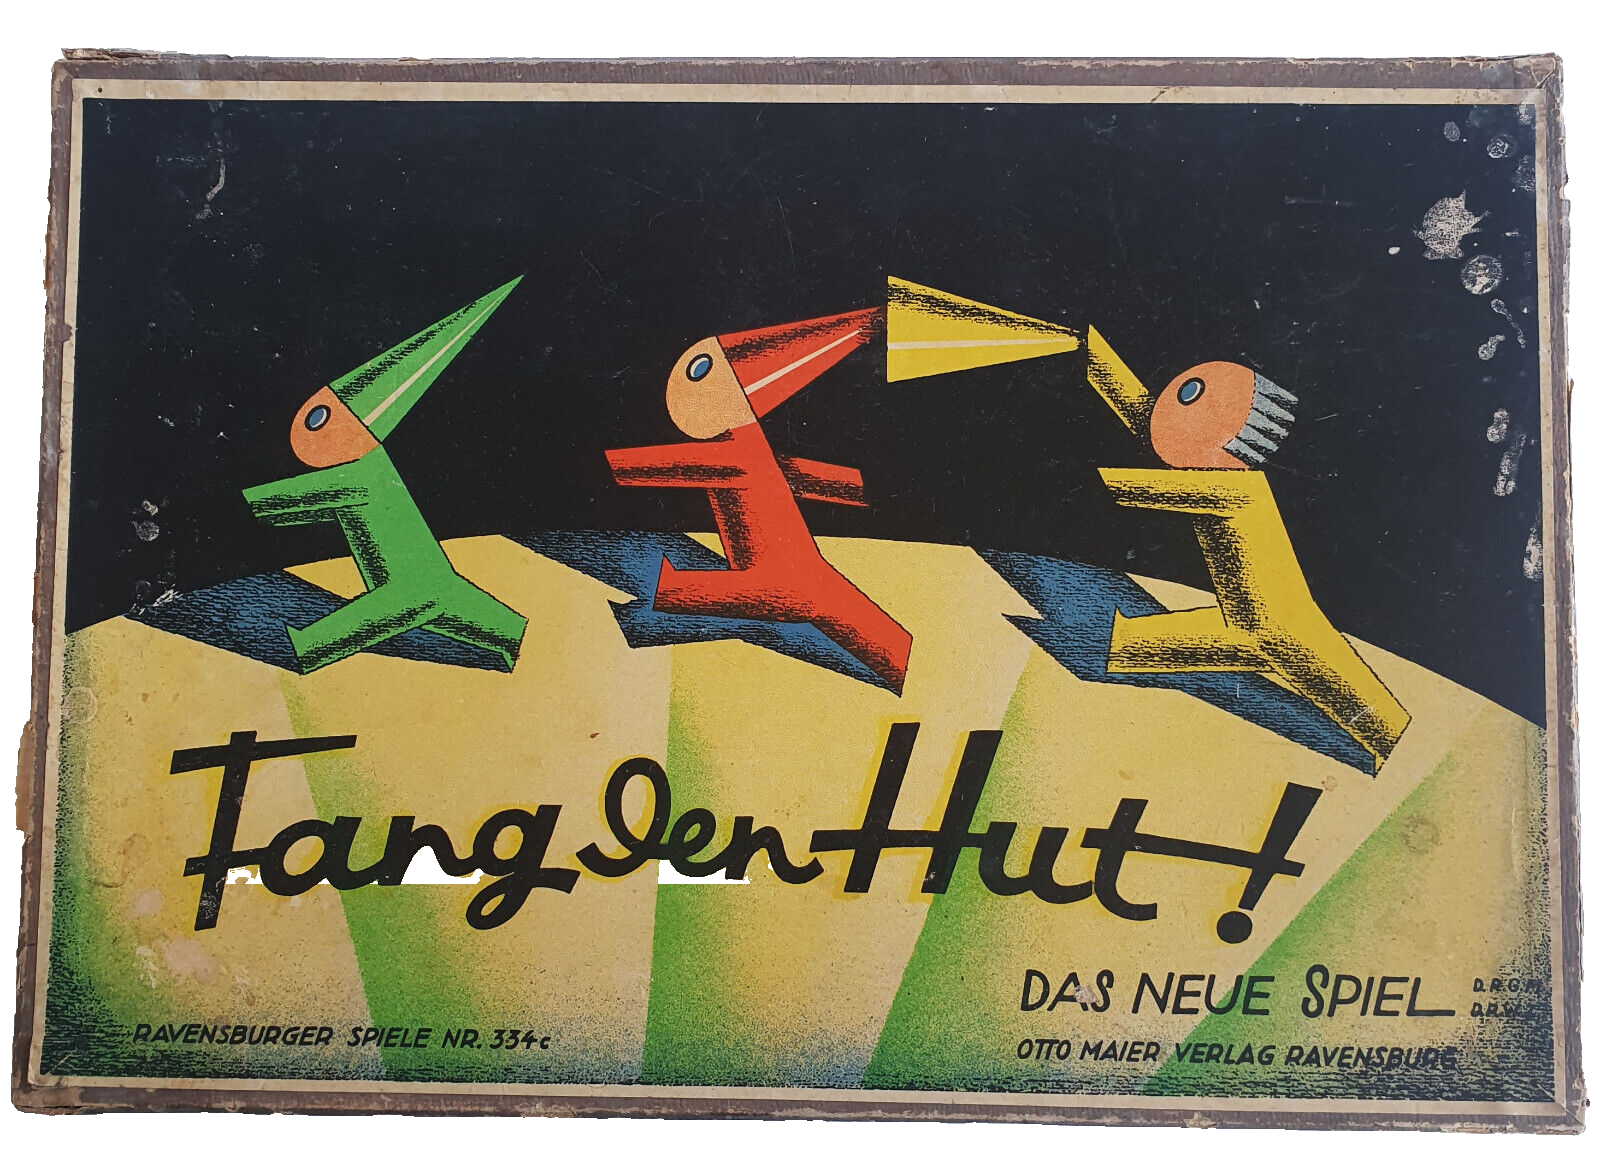 Fang den Hut!
DAS NEUE SPIEL
D.R.G.M.
RAVENSBURGER SPIELE NR. 334c
OTTO MAIER VERLAG RAVENSBURG